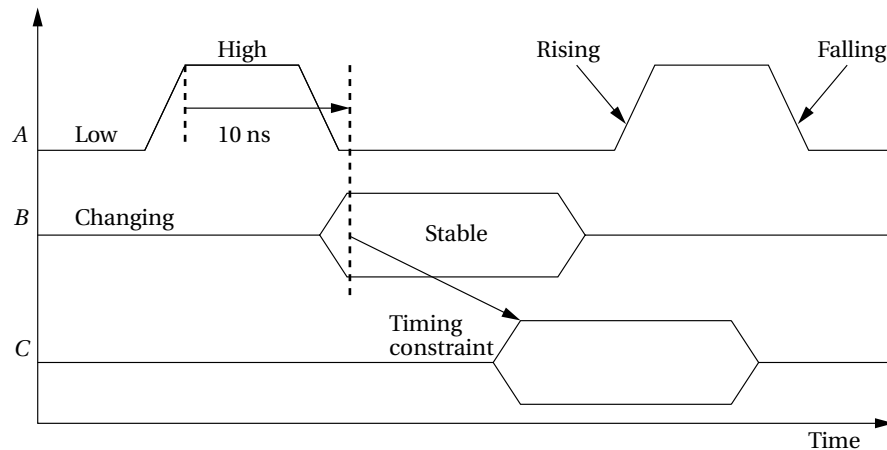 High
Rising
Falling
A
Low
10 ns
B
Changing
Stable
Timing
constraint
C
Time